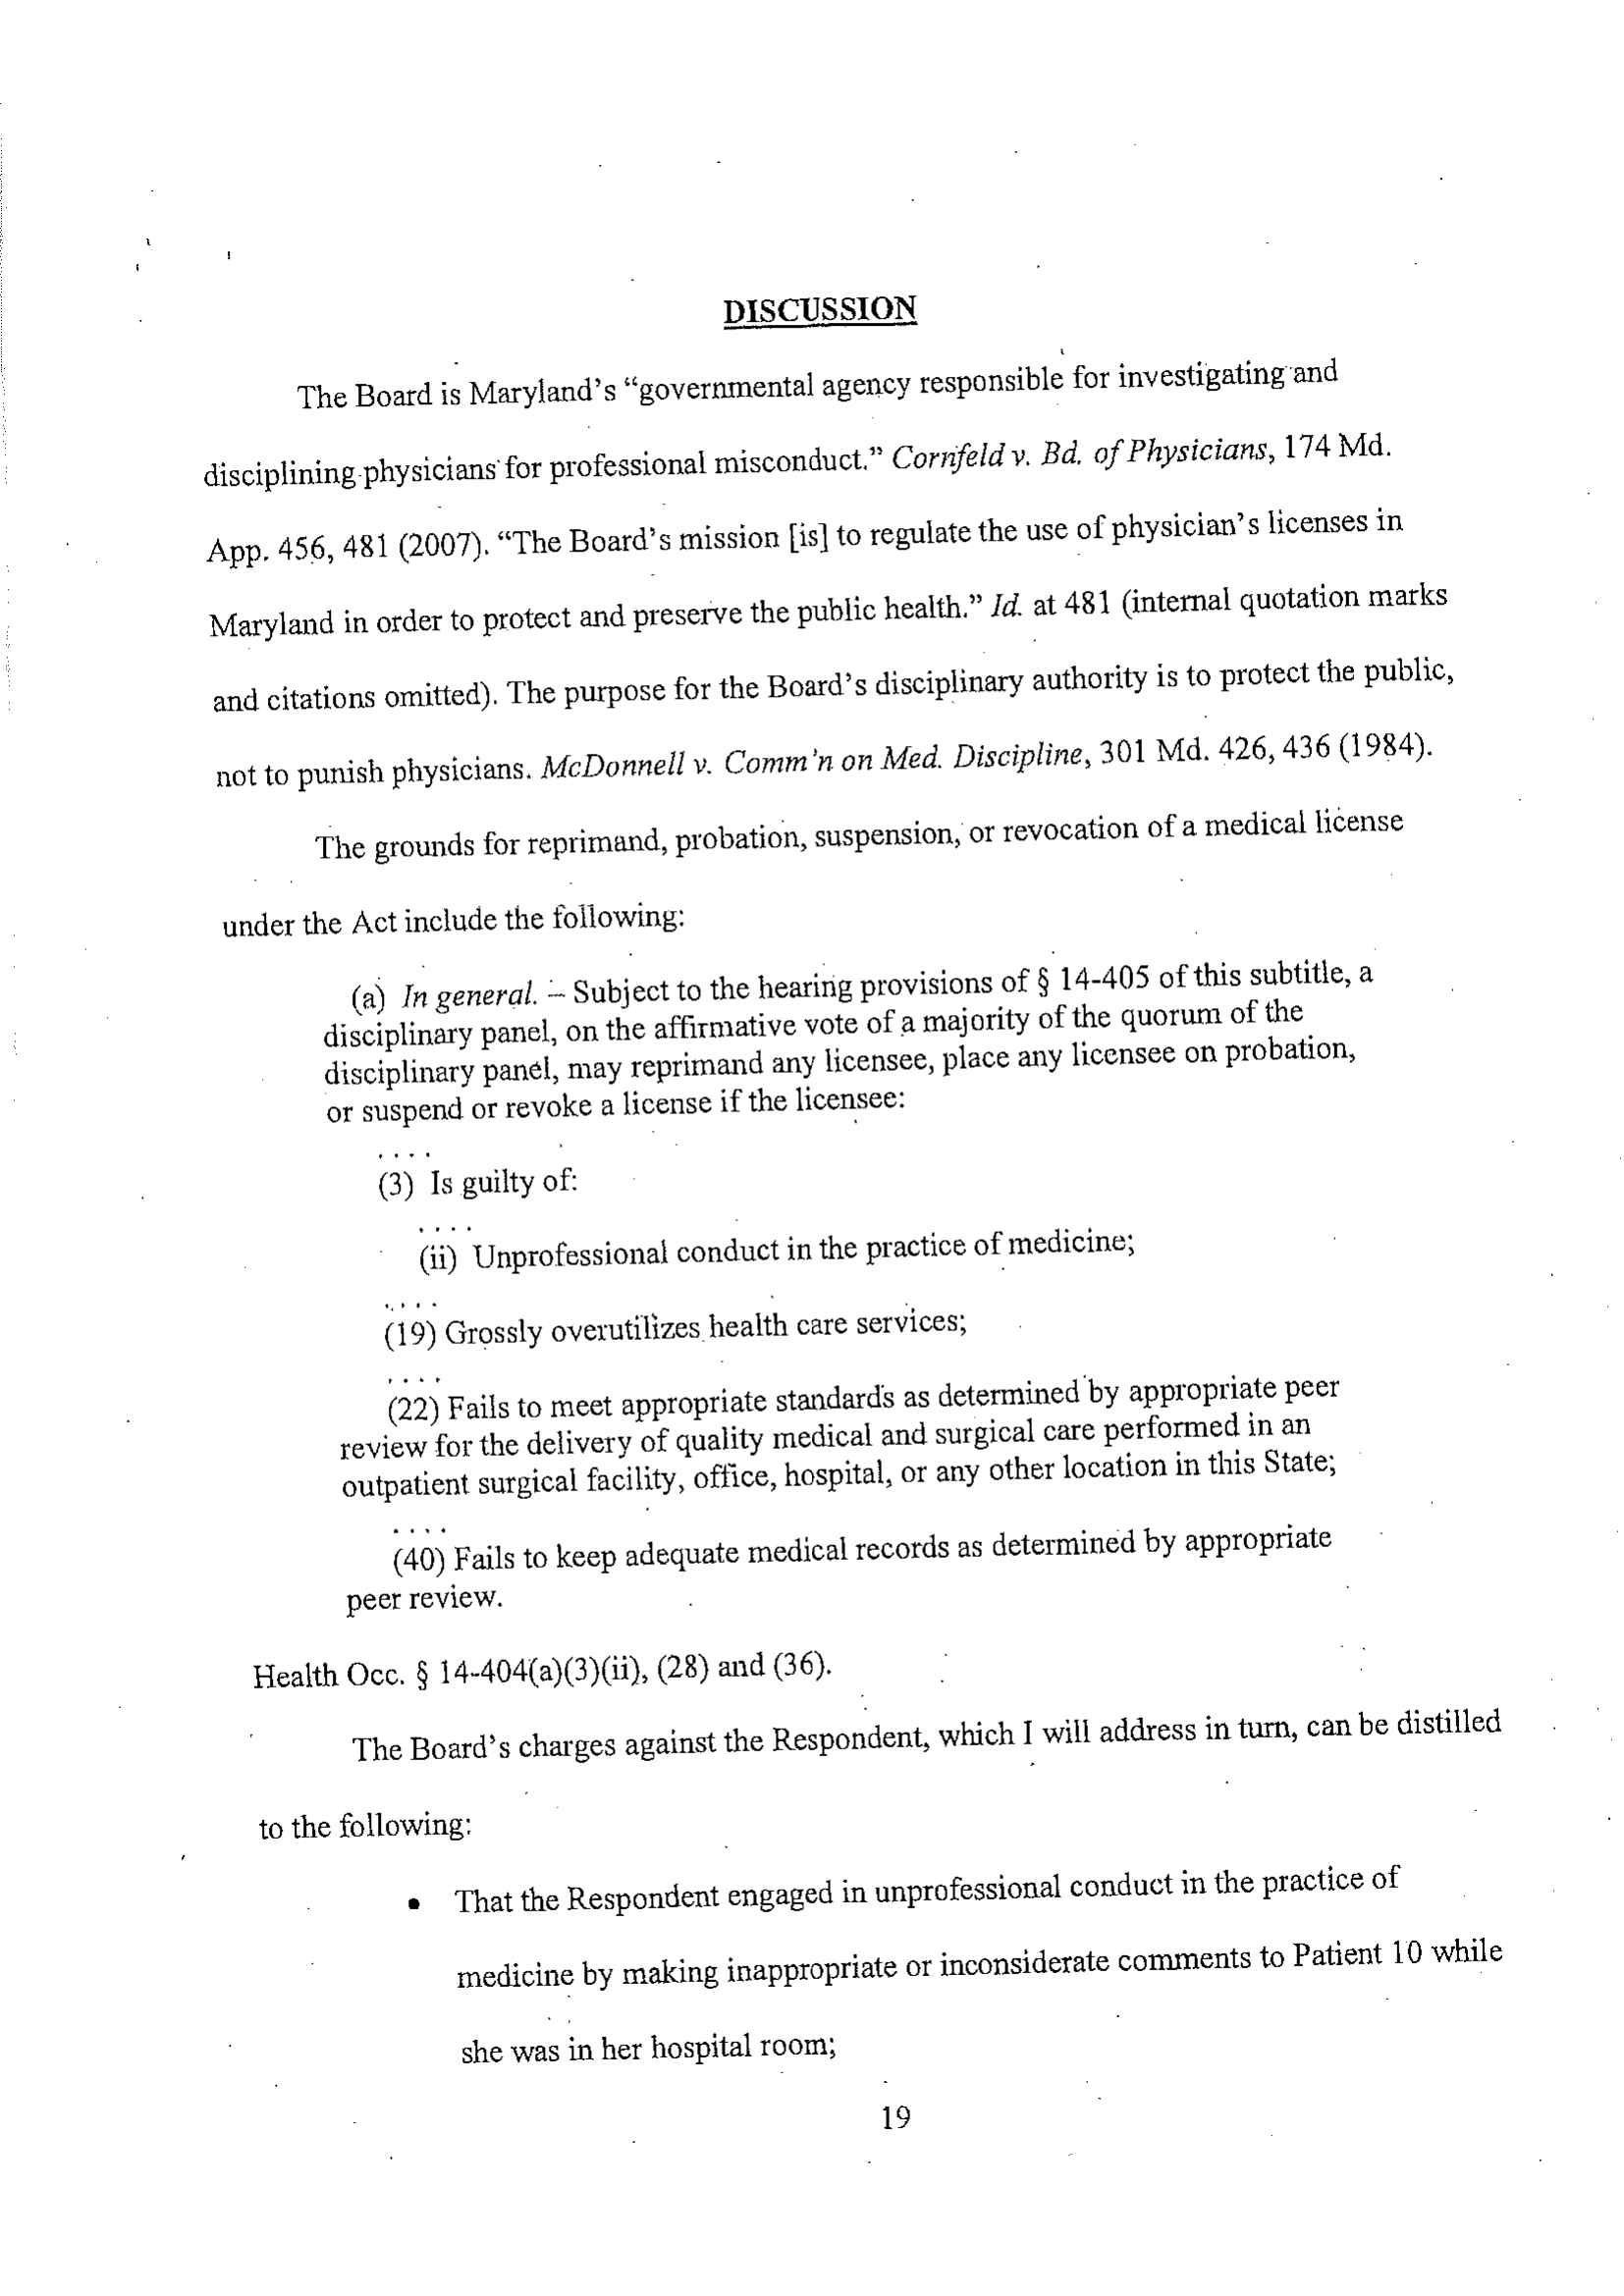 DISCUSSION
The Board is Maryland's “governmental agency responsible for investigating and
disciplining physicians for professional misconduct.” Cornfeld v. Bd. of Physicians, 174 Md.
App. 456, 481 (2007). “The Board's mission [is] to regulate the use of physician's licenses in
Maryland in order to protect and preserve the public health.” Id. at 481 (internal quotation marks
and citations omitted). The purpose for the Board's disciplinary authority is to protect the public,
not to punish physicians. McDonnell v. Comm'n on Med. Discipline, 301 Md. 426, 436 (1984).
The grounds for reprimand, probation, suspension, or revocation of a medical license
under the Act include the following:
(a) In general. – Subject to the hearing provisions of § 14-405 of this subtitle, a
disciplinary panel, on the affirmative vote of a majority of the quorum of the
disciplinary panel, may reprimand any licensee, place any licensee on probation,
or suspend or revoke a license if the licensee:
. . . .
(3) Is guilty of:
. . . .
(ii) Unprofessional conduct in the practice of medicine;
. . . .
(19) Grossly overutilizes health care services;
. . . .
(22) Fails to meet appropriate standards as determined by appropriate peer
review for the delivery of quality medical and surgical care performed in an
outpatient surgical facility, office, hospital, or any other location in this State;
. . . .
(40) Fails to keep adequate medical records as determined by appropriate
peer review.
Health Occ. § 14-404(a)(3)(ii), (28) and (36).
The Board's charges against the Respondent, which I will address in turn, can be distilled
to the following:
• That the Respondent engaged in unprofessional conduct in the practice of
medicine by making inappropriate or inconsiderate comments to Patient 10 while
she was in her hospital room;
19